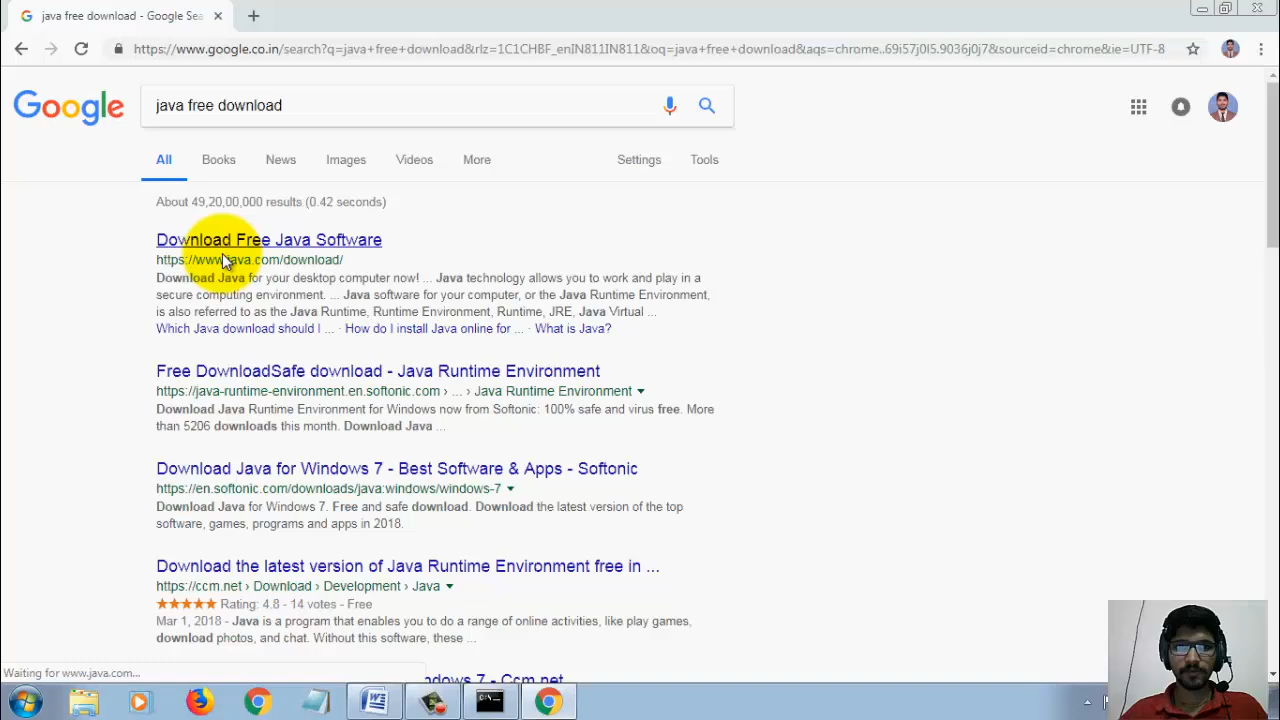 java free download - Google Sea
https://www.google.co.in/search?q=java+free+download&rlz=1C1CHBF_enIN811IN811&oq=java+free+download&aqs=chrome..69i57j0l5.9036j0j7&sourceid=chrome&ie=UTF-8
Google
java free download
All Books News Images Videos More Settings Tools
About 49,20,00,000 results (0.42 seconds)
Download Free Java Software
https://www.java.com/download/
Download Java for your desktop computer now! ... Java technology allows you to work and play in a
secure computing environment. ... Java software for your computer, or the Java Runtime Environment,
is also referred to as the Java Runtime, Runtime Environment, Runtime, JRE, Java Virtual ...
Which Java download should I ... · How do I install Java online for ... · What is Java?
Free DownloadSafe download - Java Runtime Environment
https://java-runtime-environment.en.softonic.com › ... › Java Runtime Environment
Download Java Runtime Environment for Windows now from Softonic: 100% safe and virus free. More
than 5206 downloads this month. Download Java ...
Download Java for Windows 7 - Best Software & Apps - Softonic
https://en.softonic.com/downloads/java:windows/windows-7
Download Java for Windows 7. Free and safe download. Download the latest version of the top
software, games, programs and apps in 2018.
Download the latest version of Java Runtime Environment free in ...
https://ccm.net › Download › Development › Java
Rating: 4.8 - 14 votes - Free
Mar 1, 2018 - Java is a program that enables you to do a range of online activities, like play games,
download photos, and chat. Without this software, these ...
Waiting for www.java.com...
ndows 7 - Ccm.net